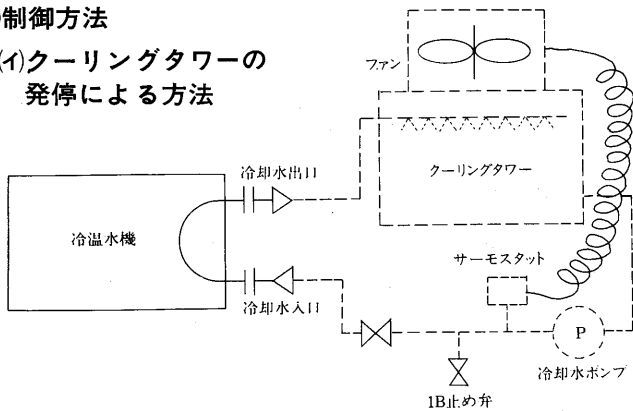 制御方法
(イ)クーリングタワーの
発停による方法
ファン
クーリングタワー
冷却水出口
冷温水機
サーモスタット
冷却水入口
P
冷却水ポンプ
1B止め弁